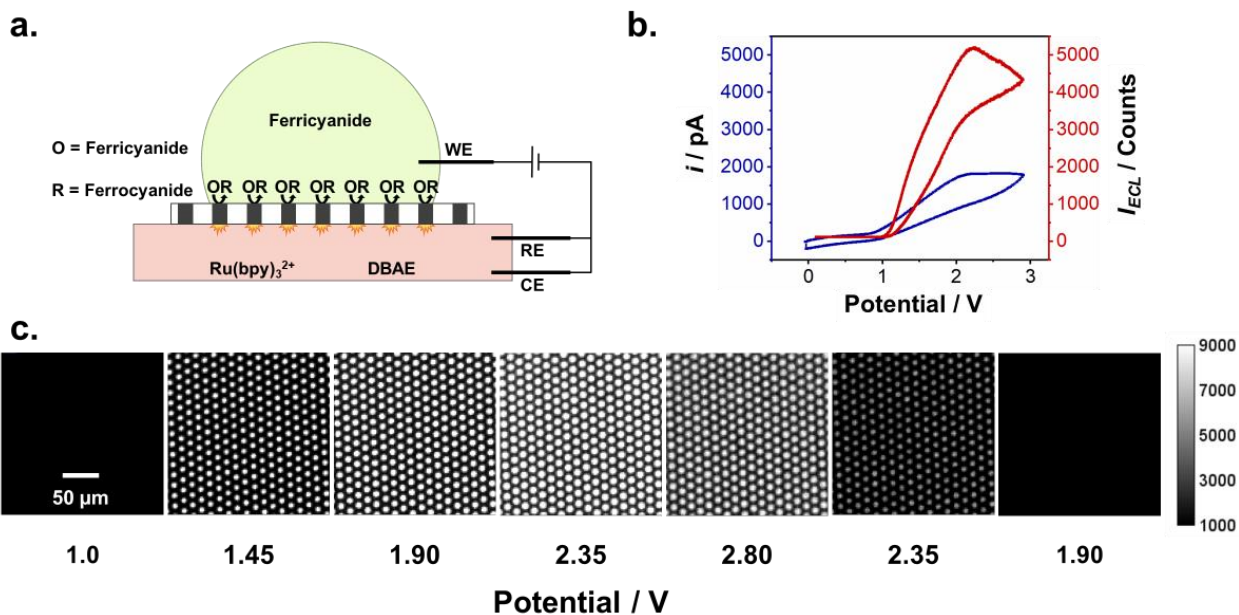 a.
Ferricyanide
O = Ferricyanide
WE
R = Ferrocyanide
OR OR OR OR OR OR OR
RE
Ru(bpy)₃²⁺ DBAE
CE
b.
5000
4000
3000
2000
1000
0
i / pA
5000
4000
3000
2000
1000
0
I_ECL / Counts
0 1 2 3
Potential / V
c.
50 µm
9000
7000
5000
3000
1000
1.0 1.45 1.90 2.35 2.80 2.35 1.90
Potential / V